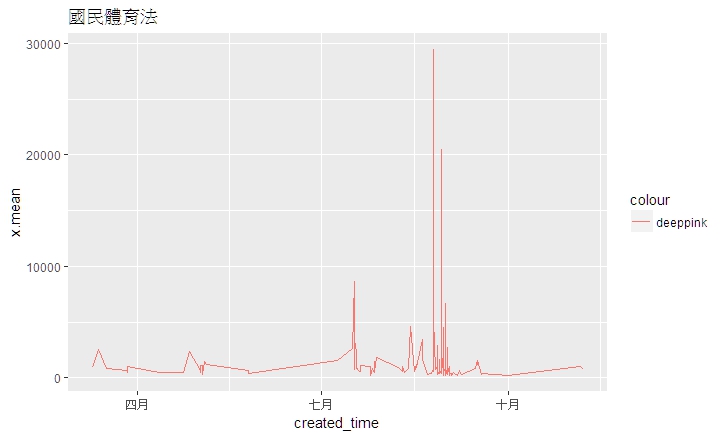 國民體育法
30000
20000
10000
0
x.mean
四月
七月
十月
created_time
colour
deeppink